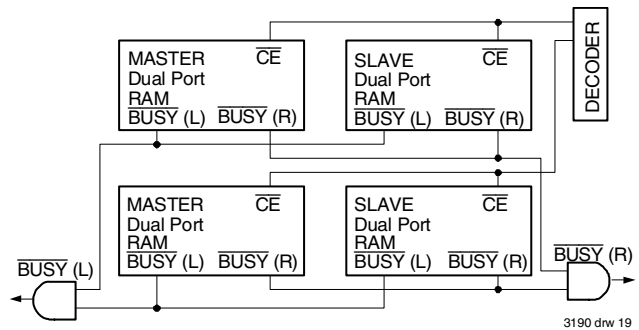 MASTER CE
Dual Port
RAM
BUSY (L) BUSY (R)
SLAVE CE
Dual Port
RAM
BUSY (L) BUSY (R)
DECODER
MASTER CE
Dual Port
RAM
BUSY (L) BUSY (R)
SLAVE CE
Dual Port
RAM
BUSY (L) BUSY (R)
BUSY (L)
BUSY (R)
3190 drw 19